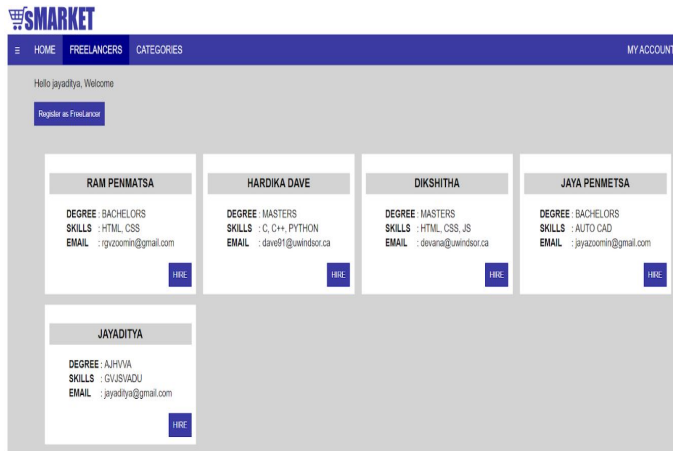 sMARKET
☰ HOME FREELANCERS CATEGORIES MY ACCOUNT
Hello jayaditya, Welcome
Register as FreeLancer
RAM PENMATSA
DEGREE : BACHELORS
SKILLS : HTML, CSS
EMAIL : rgvzoomin@gmail.com
HIRE
HARDIKA DAVE
DEGREE : MASTERS
SKILLS : C, C++, PYTHON
EMAIL : dave91@uwindsor.ca
HIRE
DIKSHITHA
DEGREE : MASTERS
SKILLS : HTML, CSS, JS
EMAIL : devana@uwindsor.ca
HIRE
JAYA PENMETSA
DEGREE : BACHELORS
SKILLS : AUTO CAD
EMAIL : jayazoomin@gmail.com
HIRE
JAYADITYA
DEGREE : AJHVVA
SKILLS : GVJSVADU
EMAIL : jayaditya@gmail.com
HIRE